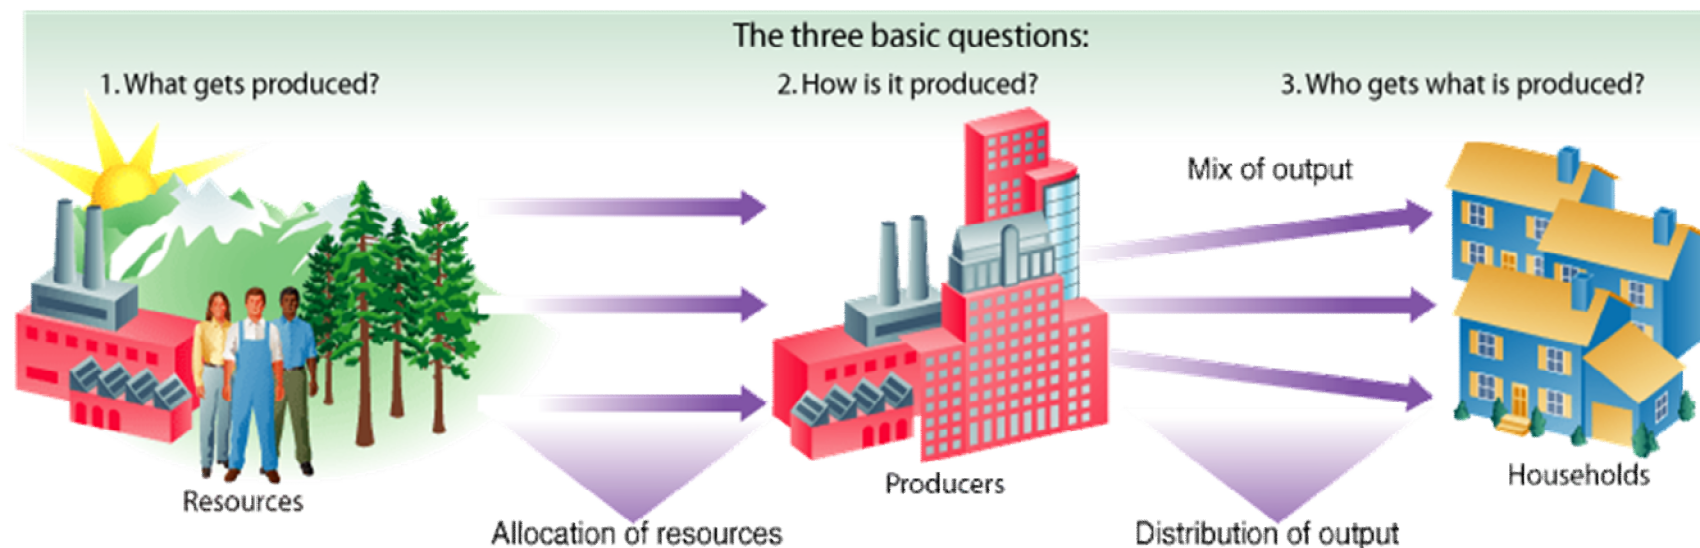 The three basic questions:
1. What gets produced?
2. How is it produced?
3. Who gets what is produced?
Mix of output
Resources
Producers
Households
Allocation of resources
Distribution of output